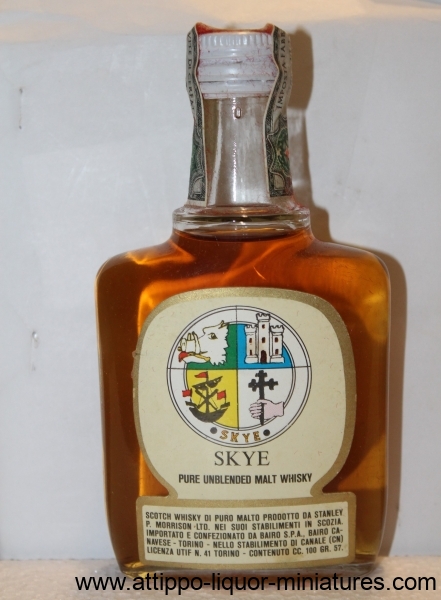 IMPORTA E FAB
SKYE
SKYE
PURE UNBLENDED MALT WHISKY
SCOTCH WHISKY DI PURO MALTO PRODOTTO DA STANLEY
P. MORRISON -LTD. NEI SUOI STABILIMENTI IN SCOZIA.
IMPORTATO E CONFEZIONATO DA BAIRO S.P.A., BAIRO CA-
NAVESE - TORINO - NELLO STABILIMENTO DI CANALE (CN)
LICENZA UTIF N. 41 TORINO - CONTENUTO CC. 100 GR. 57.
www.attippo-liquor-miniatures.com